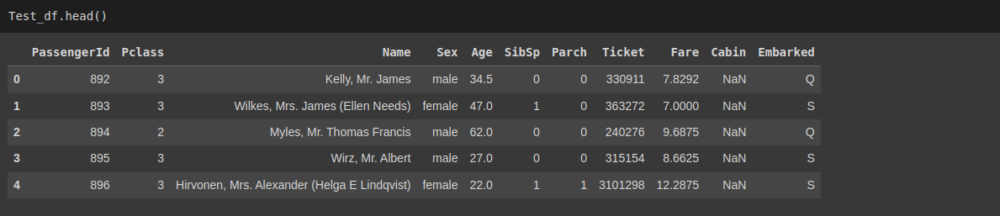 Test_df.head()
PassengerId Pclass Name Sex Age SibSp Parch Ticket Fare Cabin Embarked
0 892 3 Kelly, Mr. James male 34.5 0 0 330911 7.8292 NaN Q
1 893 3 Wilkes, Mrs. James (Ellen Needs) female 47.0 1 0 363272 7.0000 NaN S
2 894 2 Myles, Mr. Thomas Francis male 62.0 0 0 240276 9.6875 NaN Q
3 895 3 Wirz, Mr. Albert male 27.0 0 0 315154 8.6625 NaN S
4 896 3 Hirvonen, Mrs. Alexander (Helga E Lindqvist) female 22.0 1 1 3101298 12.2875 NaN S